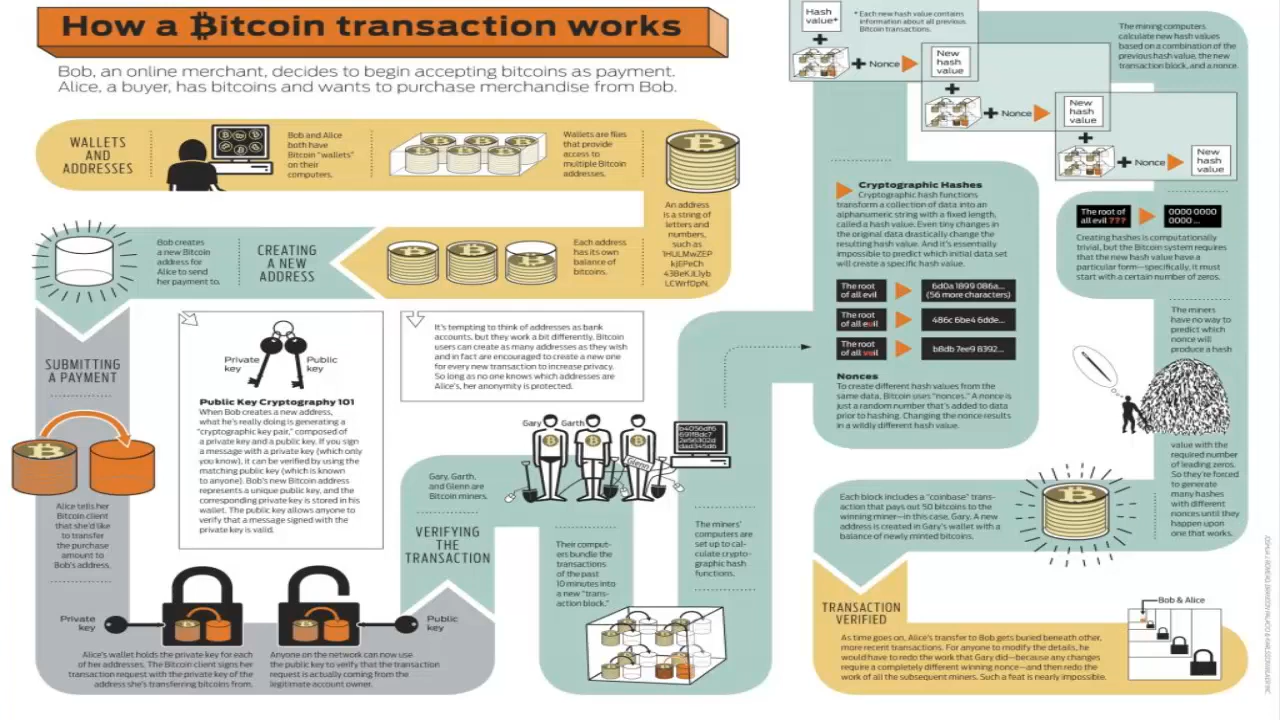 How a Bitcoin transaction works
Bob, an online merchant, decides to begin accepting bitcoins as payment.
Alice, a buyer, has bitcoins and wants to purchase merchandise from Bob.
WALLETS
AND
ADDRESSES
Bob and Alice
both have
Bitcoin "wallets"
on their
computers.
Wallets are files
that provide
access to
multiple Bitcoin
addresses.
An address
is a string of
letters and
numbers,
such as
1HULMwZEP
kjEPeCh
43BeKJL1yb
LCWrfDpN.
Each address
has its own
balance of
bitcoins.
CREATING
A NEW
ADDRESS
Bob creates
a new Bitcoin
address for
Alice to send
her payment to.
SUBMITTING
A PAYMENT
Alice tells her
Bitcoin client
that she'd like
to transfer
the purchase
amount to
Bob's address.
Private
key
Public
key
Public Key Cryptography 101
When Bob creates a new address,
what he's really doing is generating a
"cryptographic key pair," composed of
a private key and a public key. If you sign
a message with a private key (which only
you know), it can be verified by using the
matching public key (which is known
to anyone). Bob's new Bitcoin address
represents a unique public key, and the
corresponding private key is stored in his
wallet. The public key allows anyone to
verify that a message signed with the
private key is valid.
It's tempting to think of addresses as bank
accounts, but they work a bit differently. Bitcoin
users can create as many addresses as they wish
and in fact are encouraged to create a new one
for every new transaction to increase privacy.
So long as no one knows which addresses are
Alice's, her anonymity is protected.
Private
key
Alice's wallet holds the private key for each
of her addresses. The Bitcoin client signs her
transaction request with the private key of the
address she's transferring bitcoins from.
Public
key
Anyone on the network can now use
the public key to verify that the transaction
request is actually coming from the
legitimate account owner.
VERIFYING
THE
TRANSACTION
Gary, Garth,
and Glenn are
Bitcoin miners.
Gary
Garth
Glenn
Their comput-
ers bundle the
transactions
of the past
10 minutes into
a new "trans-
action block."
The miners'
computers are
set up to cal-
culate crypto-
graphic hash
functions.
Hash
value*
* Each new hash value contains
information about all previous
Bitcoin transactions.
+
+ Nonce
New
hash
value
+
+ Nonce
New
hash
value
+
+ Nonce
New
hash
value
The mining computers
calculate new hash values
based on a combination of the
previous hash value, the new
transaction block, and a nonce.
Cryptographic Hashes
Cryptographic hash functions
transform a collection of data into an
alphanumeric string with a fixed length,
called a hash value. Even tiny changes in
the original data drastically change the
resulting hash value. And it's essentially
impossible to predict which initial data set
will create a specific hash value.
The root
of all evil
6d0a 1899 086a...
(56 more characters)
The root
of all evil
486c 6be4 6dde...
The root
of all
b8db 7ee9 8392...
Nonces
To create different hash values from the
same data, Bitcoin uses "nonces." A nonce is
just a random number that's added to data
prior to hashing. Changing the nonce results
in a wildly different hash value.
The root of
all evil ???
0000 0000
0000 ...
Creating hashes is computationally
trivial, but the Bitcoin system requires
that the new hash value have a
particular form—specifically, it must
start with a certain number of zeros.
The miners
have no way to
predict which
nonce will
produce a hash
value with the
required number
of leading zeros.
So they're forced
to generate
many hashes
with different
nonces until they
happen upon
one that works.
Each block includes a "coinbase" trans-
action that pays out 50 bitcoins to the
winning miner—in this case, Gary. A new
address is created in Gary's wallet with a
balance of newly minted bitcoins.
TRANSACTION
VERIFIED
As time goes on, Alice's transfer to Bob gets buried beneath other,
more recent transactions. For anyone to modify the details, he
would have to redo the work that Gary did—because any changes
require a completely different winning nonce—and then redo the
work of all the subsequent miners. Such a feat is nearly impossible.
Bob & Alice